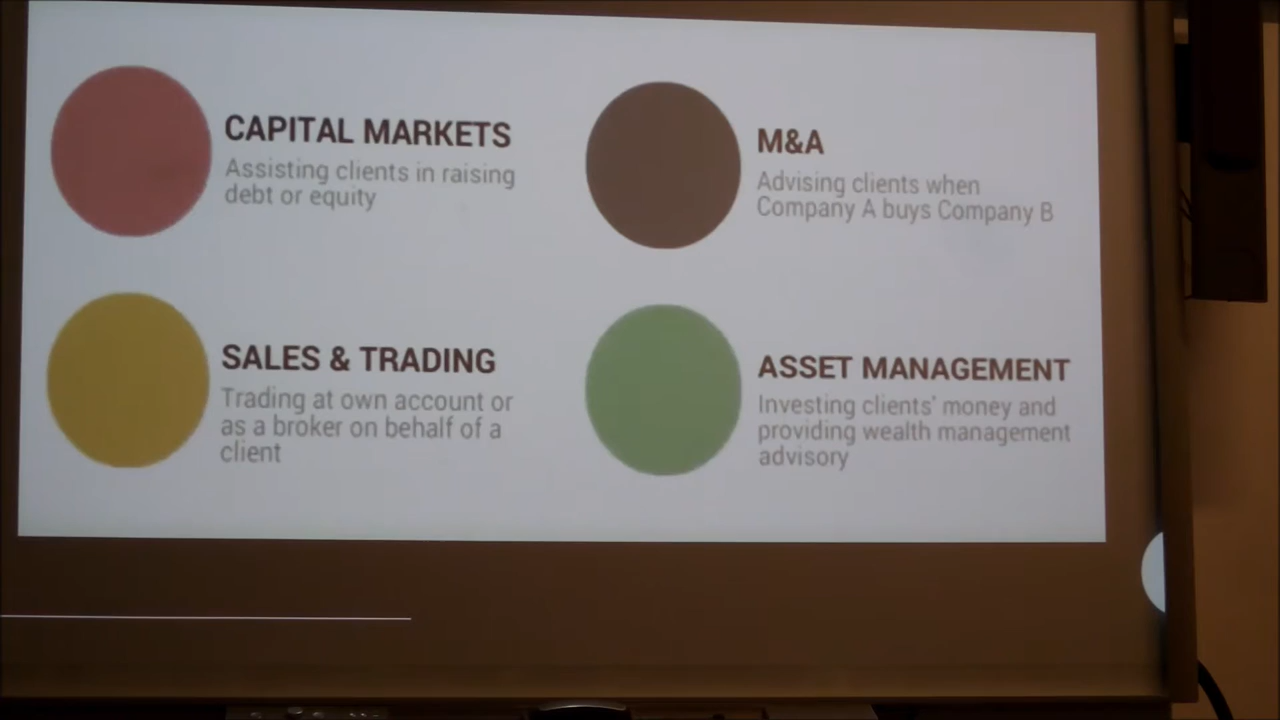 CAPITAL MARKETS
Assisting clients in raising
debt or equity
M&A
Advising clients when
Company A buys Company B
SALES & TRADING
Trading at own account or
as a broker on behalf of a
client
ASSET MANAGEMENT
Investing clients' money and
providing wealth management
advisory